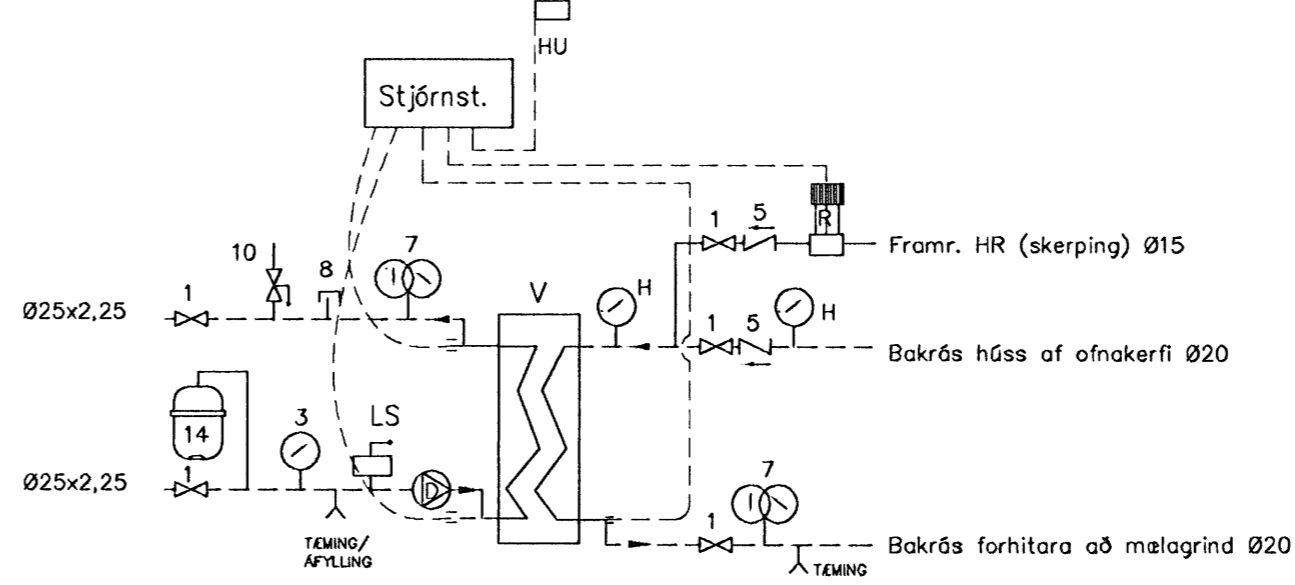 HU
Stjórnst.
R
1
5
Framr. HR (skerping) Ø15
10
8
7
V
H
1
Ø25x2,25
1
5
H
Bakrás húss af ofnakerfi Ø20
14
3
LS
1
Ø25x2,25
D
7
1
Bakrás forhitara að mælagrind Ø20
TÆMING/
ÁFYLLING
TÆMING